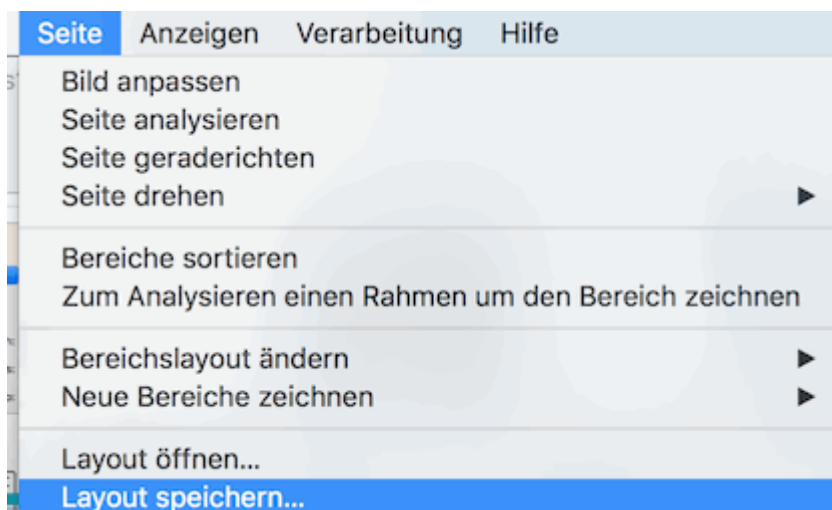 Seite Anzeigen Verarbeitung Hilfe
Bild anpassen
Seite analysieren
Seite geraderichten
Seite drehen
Bereiche sortieren
Zum Analysieren einen Rahmen um den Bereich zeichnen
Bereichslayout ändern
Neue Bereiche zeichnen
Layout öffnen...
Layout speichern...